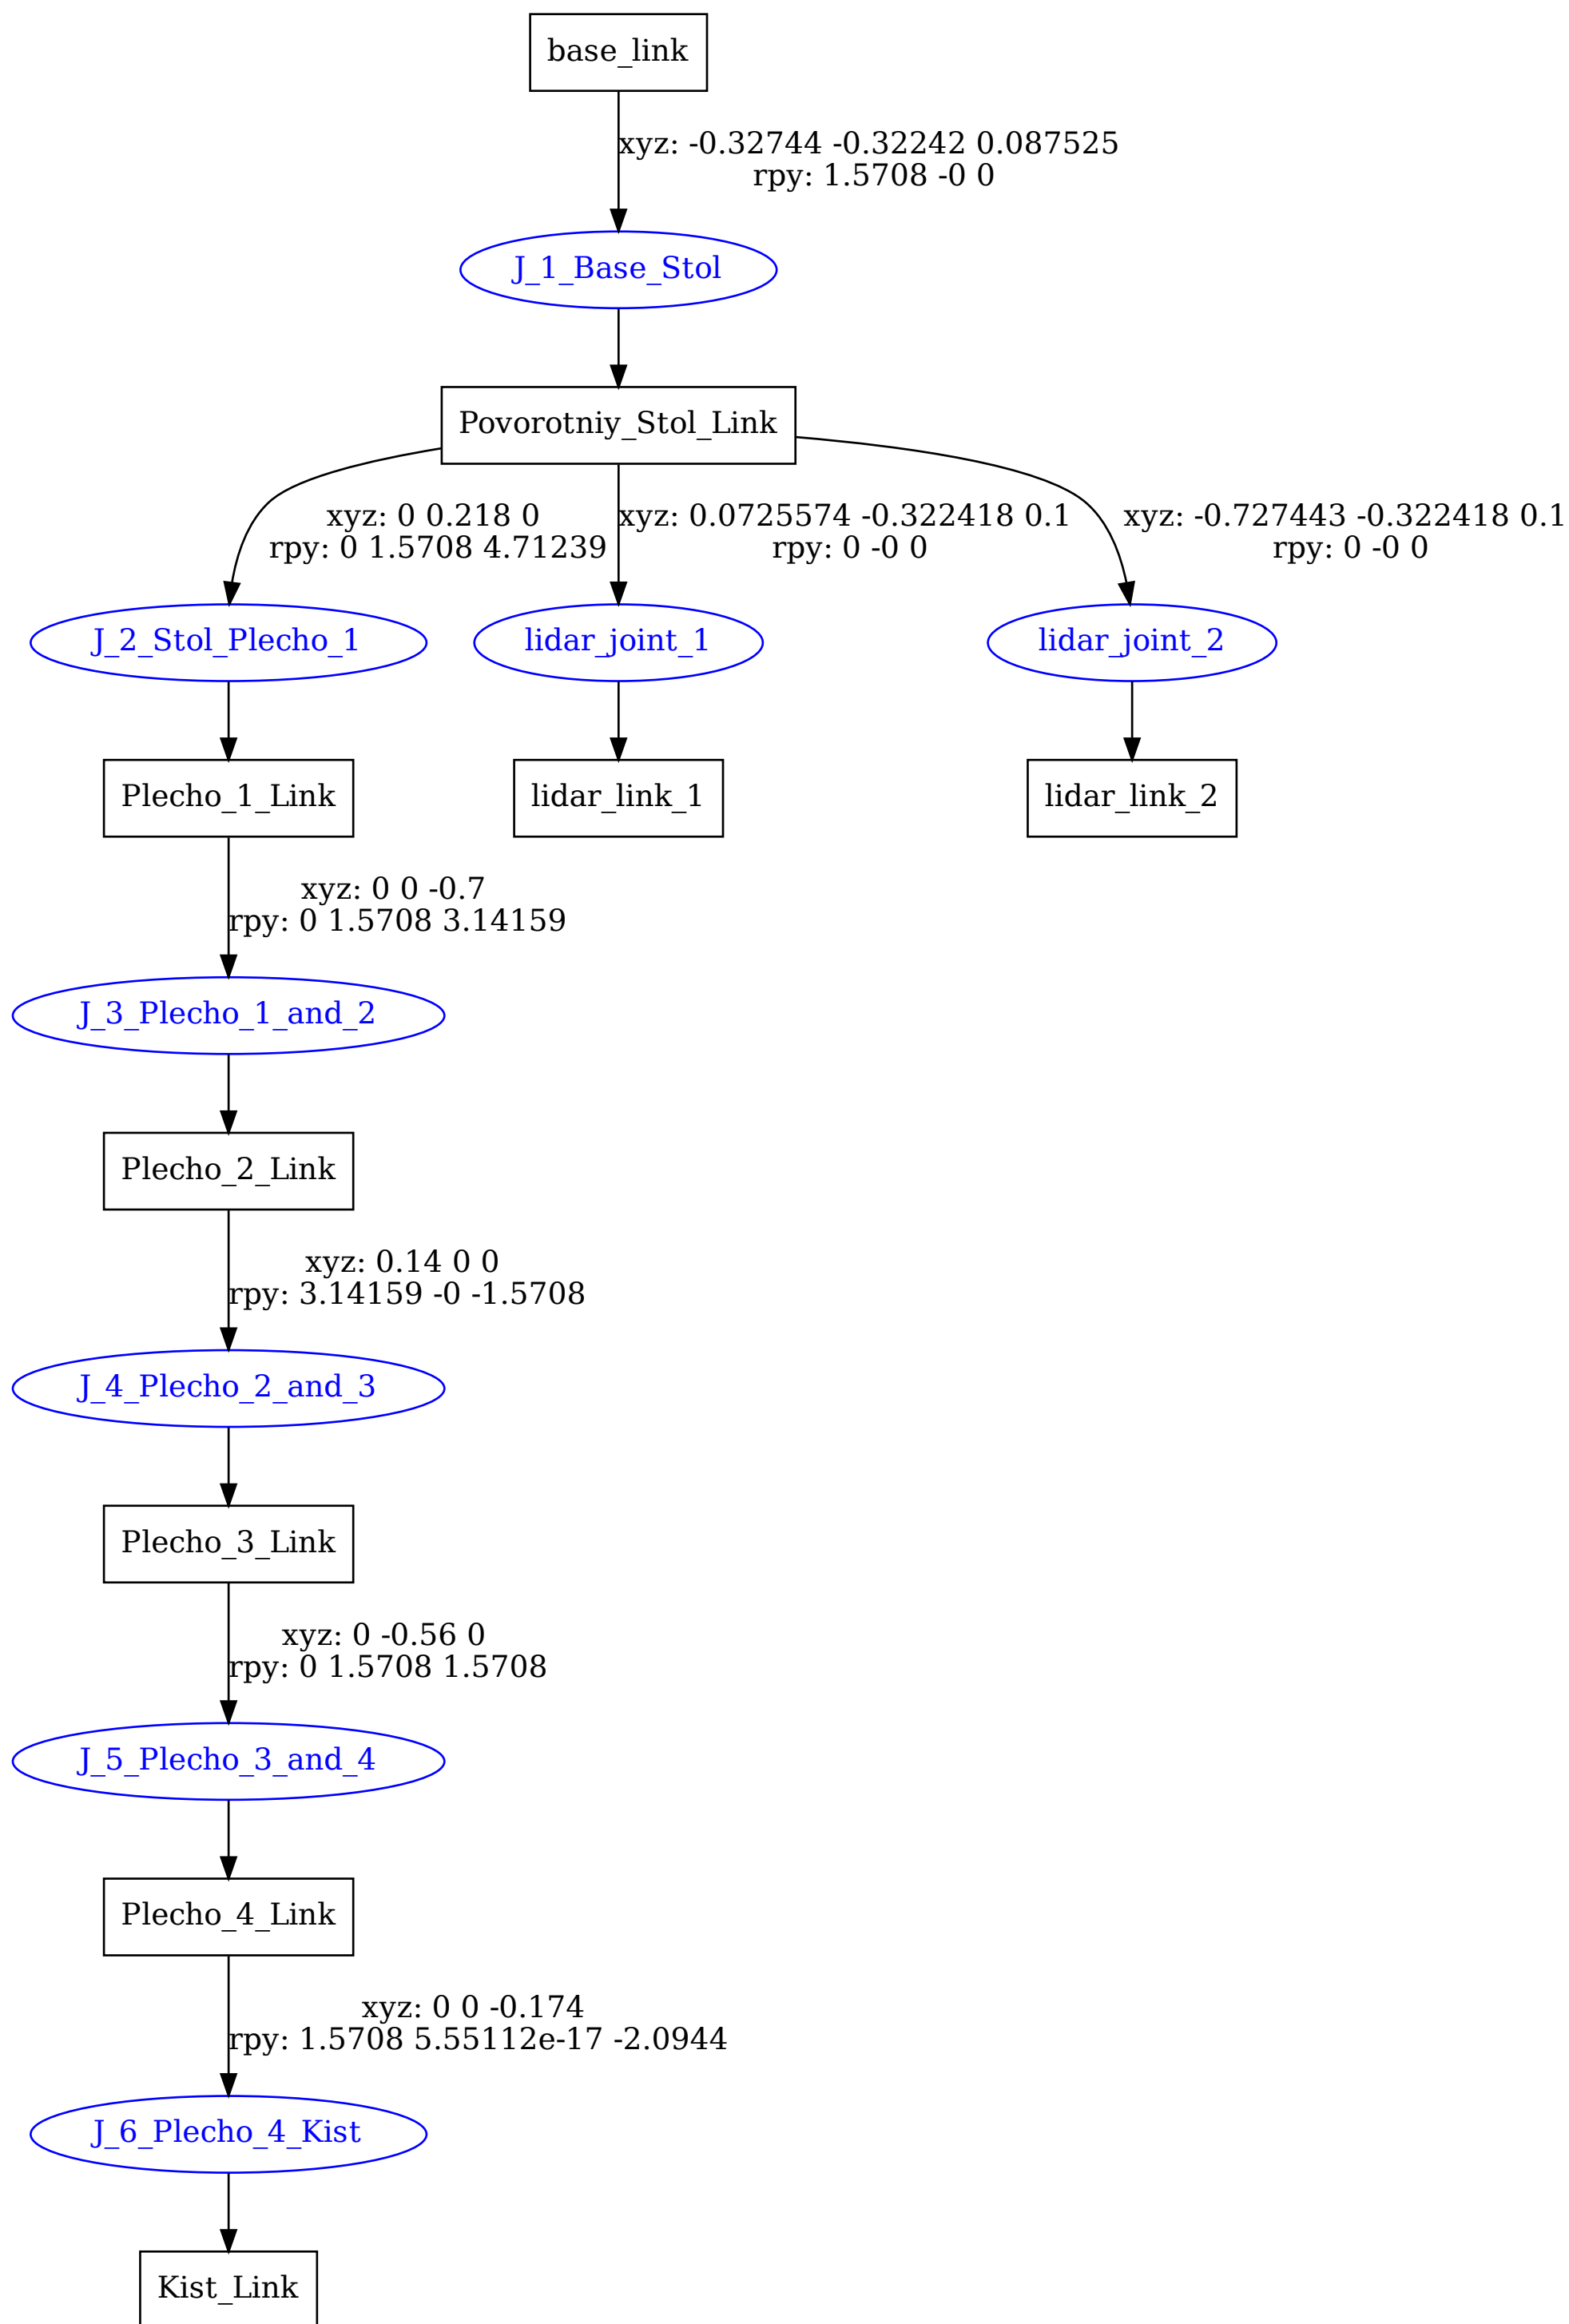 base_link
xyz: -0.32744 -0.32242 0.087525
rpy: 1.5708 -0 0
J_1_Base_Stol
Povorotniy_Stol_Link
xyz: 0 0.218 0
rpy: 0 1.5708 4.71239
xyz: 0.0725574 -0.322418 0.1
rpy: 0 -0 0
xyz: -0.727443 -0.322418 0.1
rpy: 0 -0 0
J_2_Stol_Plecho_1
lidar_joint_1
lidar_joint_2
Plecho_1_Link
lidar_link_1
lidar_link_2
xyz: 0 0 -0.7
rpy: 0 1.5708 3.14159
J_3_Plecho_1_and_2
Plecho_2_Link
xyz: 0.14 0 0
rpy: 3.14159 -0 -1.5708
J_4_Plecho_2_and_3
Plecho_3_Link
xyz: 0 -0.56 0
rpy: 0 1.5708 1.5708
J_5_Plecho_3_and_4
Plecho_4_Link
xyz: 0 0 -0.174
rpy: 1.5708 5.55112e-17 -2.0944
J_6_Plecho_4_Kist
Kist_Link